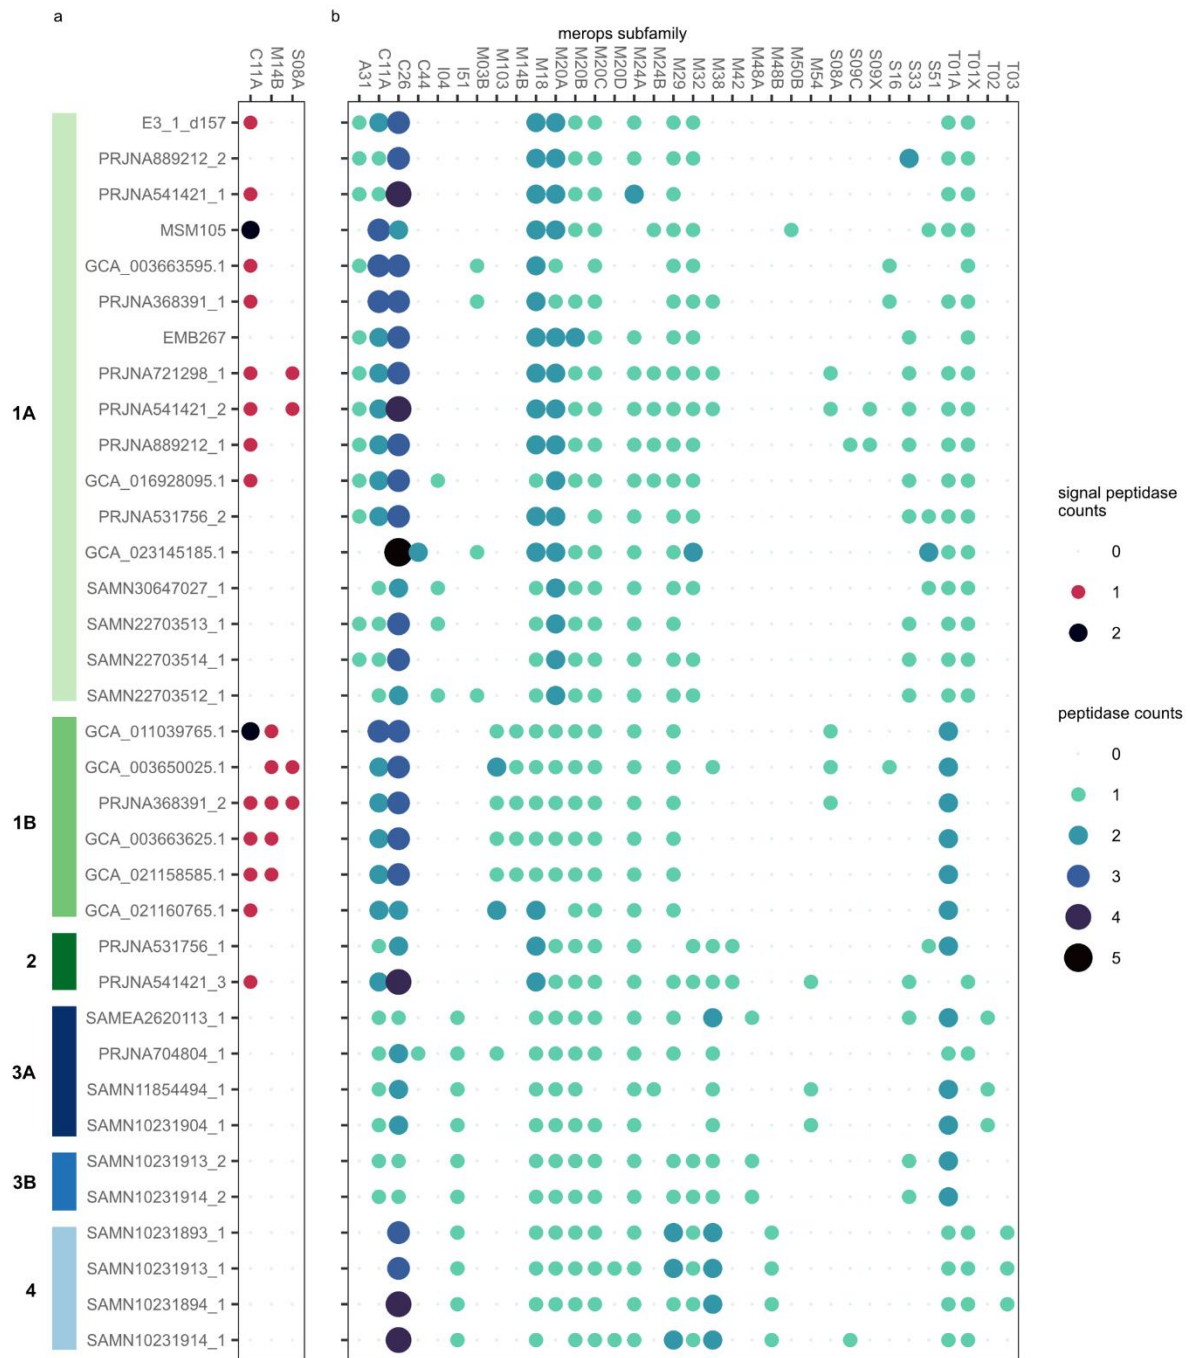 a
b
merops subfamily
C11A M14B S08A
A31 C11A C26 C44 I04 I51 M03B M103 M14B M18 M20A M20B M20C M20D M24A M24B M29 M32 M38 M42 M48A M48B M50B M54 S08A S09C S09X S16 S33 S51 T01A T01X T02 T03
E3_1_d157
PRJNA889212_2
PRJNA541421_1
MSM105
GCA_003663595.1
PRJNA368391_1
EMB267
PRJNA721298_1
1A
PRJNA541421_2
PRJNA889212_1
GCA_016928095.1
PRJNA531756_2
GCA_023145185.1
SAMN30647027_1
SAMN22703513_1
SAMN22703514_1
SAMN22703512_1
GCA_011039765.1
GCA_003650025.1
1B
PRJNA368391_2
GCA_003663625.1
GCA_021158585.1
GCA_021160765.1
PRJNA531756_1
2
PRJNA541421_3
SAMEA2620113_1
PRJNA704804_1
3A
SAMN11854494_1
SAMN10231904_1
SAMN10231913_2
3B
SAMN10231914_2
SAMN10231893_1
SAMN10231913_1
4
SAMN10231894_1
SAMN10231914_1
signal peptidase
counts
0
1
2
peptidase counts
0
1
2
3
4
5